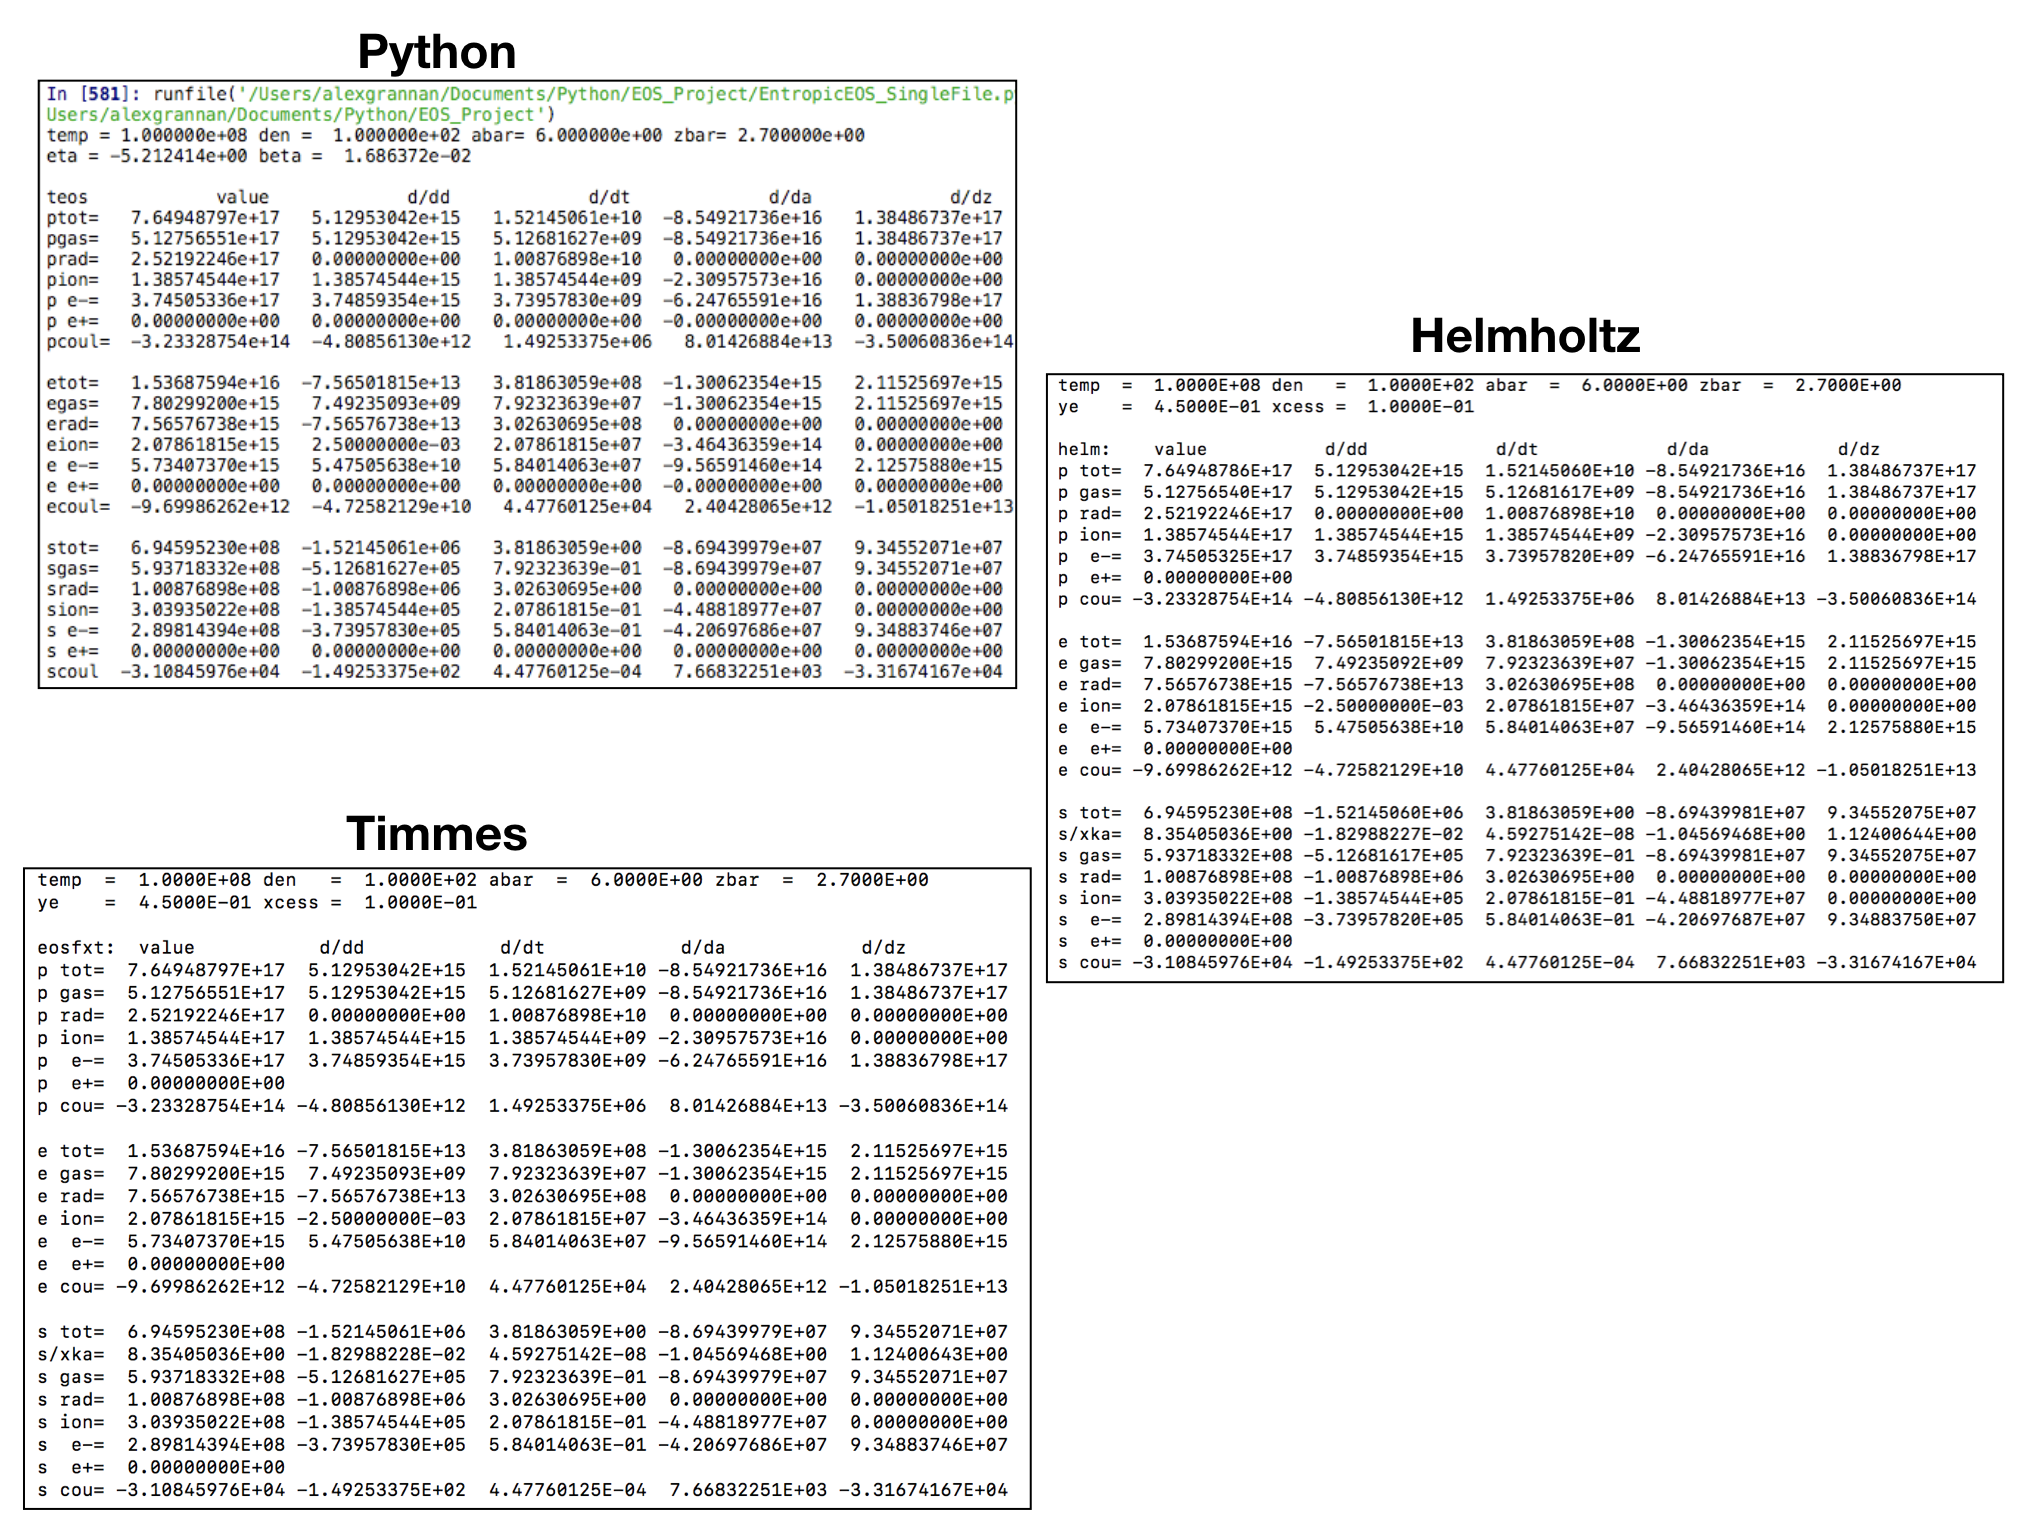 Python
In [581]: runfile('/Users/alexgrannan/Documents/Python/EOS_Project/EntropicEOS_SingleFile.p
Users/alexgrannan/Documents/Python/EOS_Project')
temp = 1.000000e+08 den =  1.000000e+02 abar= 6.000000e+00 zbar= 2.700000e+00
eta = -5.212414e+00 beta =  1.686372e-02
teos value d/dd d/dt d/da d/dz
ptot= 7.64948797e+17 5.12953042e+15 1.52145061e+10 -8.54921736e+16 1.38486737e+17
pgas= 5.12756551e+17 5.12953042e+15 5.12681627e+09 -8.54921736e+16 1.38486737e+17
prad= 2.52192246e+17 0.00000000e+00 1.00876898e+10 0.00000000e+00 0.00000000e+00
pion= 1.38574544e+17 1.38574544e+15 1.38574544e+09 -2.30957573e+16 0.00000000e+00
p e-= 3.74505336e+17 3.74859354e+15 3.73957830e+09 -6.24765591e+16 1.38836798e+17
p e+= 0.00000000e+00 0.00000000e+00 0.00000000e+00 -0.00000000e+00 0.00000000e+00
pcoul= -3.23328754e+14 -4.80856130e+12 1.49253375e+06 8.01426884e+13 -3.50060836e+14
etot= 1.53687594e+16 -7.56501815e+13 3.81863059e+08 -1.30062354e+15 2.11525697e+15
egas= 7.80299200e+15 7.49235093e+09 7.92323639e+07 -1.30062354e+15 2.11525697e+15
erad= 7.56576738e+15 -7.56576738e+13 3.02630695e+08 0.00000000e+00 0.00000000e+00
eion= 2.07861815e+15 2.50000000e-03 2.07861815e+07 -3.46436359e+14 0.00000000e+00
e e-= 5.73407370e+15 5.47505638e+10 5.84014063e+07 -9.56591460e+14 2.12575880e+15
e e+= 0.00000000e+00 0.00000000e+00 0.00000000e+00 -0.00000000e+00 0.00000000e+00
ecoul= -9.69986262e+12 -4.72582129e+10 4.47760125e+04 2.40428065e+12 -1.05018251e+13
stot= 6.94595230e+08 -1.52145061e+06 3.81863059e+00 -8.69439979e+07 9.34552071e+07
sgas= 5.93718332e+08 -5.12681627e+05 7.92323639e-01 -8.69439979e+07 9.34552071e+07
srad= 1.00876898e+08 -1.00876898e+06 3.02630695e+00 0.00000000e+00 0.00000000e+00
sion= 3.03935022e+08 -1.38574544e+05 2.07861815e-01 -4.48818977e+07 0.00000000e+00
s e-= 2.89814394e+08 -3.73957830e+05 5.84014063e-01 -4.20697686e+07 9.34883746e+07
s e+= 0.00000000e+00 0.00000000e+00 0.00000000e+00 0.00000000e+00 0.00000000e+00
scoul -3.10845976e+04 -1.49253375e+02 4.47760125e-04 7.66832251e+03 -3.31674167e+04
Helmholtz
temp = 1.0000E+08 den = 1.0000E+02 abar = 6.0000E+00 zbar = 2.7000E+00
ye = 4.5000E-01 xcess = 1.0000E-01
helm: value d/dd d/dt d/da d/dz
p tot= 7.64948786E+17 5.12953042E+15 1.52145060E+10 -8.54921736E+16 1.38486737E+17
p gas= 5.12756540E+17 5.12953042E+15 5.12681617E+09 -8.54921736E+16 1.38486737E+17
p rad= 2.52192246E+17 0.00000000E+00 1.00876898E+10 0.00000000E+00 0.00000000E+00
p ion= 1.38574544E+17 1.38574544E+15 1.38574544E+09 -2.30957573E+16 0.00000000E+00
p e-= 3.74505325E+17 3.74859354E+15 3.73957820E+09 -6.24765591E+16 1.38836798E+17
p e+= 0.00000000E+00
p cou= -3.23328754E+14 -4.80856130E+12 1.49253375E+06 8.01426884E+13 -3.50060836E+14
e tot= 1.53687594E+16 -7.56501815E+13 3.81863059E+08 -1.30062354E+15 2.11525697E+15
e gas= 7.80299200E+15 7.49235092E+09 7.92323639E+07 -1.30062354E+15 2.11525697E+15
e rad= 7.56576738E+15 -7.56576738E+13 3.02630695E+08 0.00000000E+00 0.00000000E+00
e ion= 2.07861815E+15 -2.50000000E-03 2.07861815E+07 -3.46436359E+14 0.00000000E+00
e e-= 5.73407370E+15 5.47505638E+10 5.84014063E+07 -9.56591460E+14 2.12575880E+15
e e+= 0.00000000E+00
e cou= -9.69986262E+12 -4.72582129E+10 4.47760125E+04 2.40428065E+12 -1.05018251E+13
s tot= 6.94595230E+08 -1.52145060E+06 3.81863059E+00 -8.69439981E+07 9.34552075E+07
s/xka= 8.35405036E+00 -1.82988227E-02 4.59275142E-08 -1.04569468E+00 1.12400644E+00
s gas= 5.93718332E+08 -5.12681617E+05 7.92323639E-01 -8.69439981E+07 9.34552075E+07
s rad= 1.00876898E+08 -1.00876898E+06 3.02630695E+00 0.00000000E+00 0.00000000E+00
s ion= 3.03935022E+08 -1.38574544E+05 2.07861815E-01 -4.48818977E+07 0.00000000E+00
s e-= 2.89814394E+08 -3.73957820E+05 5.84014063E-01 -4.20697687E+07 9.34883750E+07
s e+= 0.00000000E+00
s cou= -3.10845976E+04 -1.49253375E+02 4.47760125E-04 7.66832251E+03 -3.31674167E+04
Timmes
temp = 1.0000E+08 den = 1.0000E+02 abar = 6.0000E+00 zbar = 2.7000E+00
ye = 4.5000E-01 xcess = 1.0000E-01
eosfxt: value d/dd d/dt d/da d/dz
p tot= 7.64948797E+17 5.12953042E+15 1.52145061E+10 -8.54921736E+16 1.38486737E+17
p gas= 5.12756551E+17 5.12953042E+15 5.12681627E+09 -8.54921736E+16 1.38486737E+17
p rad= 2.52192246E+17 0.00000000E+00 1.00876898E+10 0.00000000E+00 0.00000000E+00
p ion= 1.38574544E+17 1.38574544E+15 1.38574544E+09 -2.30957573E+16 0.00000000E+00
p e-= 3.74505336E+17 3.74859354E+15 3.73957830E+09 -6.24765591E+16 1.38836798E+17
p e+= 0.00000000E+00
p cou= -3.23328754E+14 -4.80856130E+12 1.49253375E+06 8.01426884E+13 -3.50060836E+14
e tot= 1.53687594E+16 -7.56501815E+13 3.81863059E+08 -1.30062354E+15 2.11525697E+15
e gas= 7.80299200E+15 7.49235093E+09 7.92323639E+07 -1.30062354E+15 2.11525697E+15
e rad= 7.56576738E+15 -7.56576738E+13 3.02630695E+08 0.00000000E+00 0.00000000E+00
e ion= 2.07861815E+15 -2.50000000E-03 2.07861815E+07 -3.46436359E+14 0.00000000E+00
e e-= 5.73407370E+15 5.47505638E+10 5.84014063E+07 -9.56591460E+14 2.12575880E+15
e e+= 0.00000000E+00
e cou= -9.69986262E+12 -4.72582129E+10 4.47760125E+04 2.40428065E+12 -1.05018251E+13
s tot= 6.94595230E+08 -1.52145061E+06 3.81863059E+00 -8.69439979E+07 9.34552071E+07
s/xka= 8.35405036E+00 -1.82988228E-02 4.59275142E-08 -1.04569468E+00 1.12400643E+00
s gas= 5.93718332E+08 -5.12681627E+05 7.92323639E-01 -8.69439979E+07 9.34552071E+07
s rad= 1.00876898E+08 -1.00876898E+06 3.02630695E+00 0.00000000E+00 0.00000000E+00
s ion= 3.03935022E+08 -1.38574544E+05 2.07861815E-01 -4.48818977E+07 0.00000000E+00
s e-= 2.89814394E+08 -3.73957830E+05 5.84014063E-01 -4.20697686E+07 9.34883746E+07
s e+= 0.00000000E+00
s cou= -3.10845976E+04 -1.49253375E+02 4.47760125E-04 7.66832251E+03 -3.31674167E+04